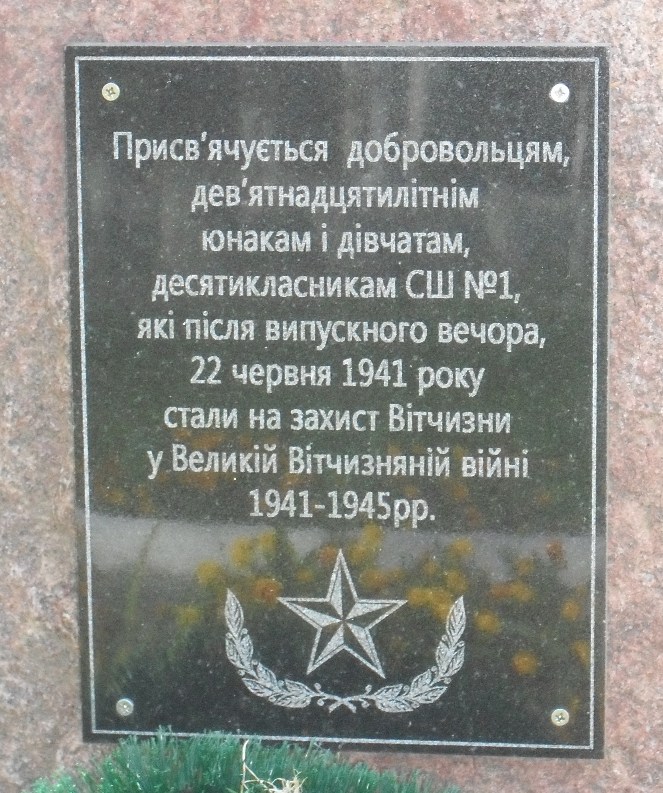 Присв'ячується добровольцям,
дев'ятнадцятилітнім
юнакам і дівчатам,
десятикласникам СШ №1,
які після випускного вечора,
22 червня 1941 року
стали на захист Вітчизни
у Великій Вітчизняній війні
1941-1945рр.